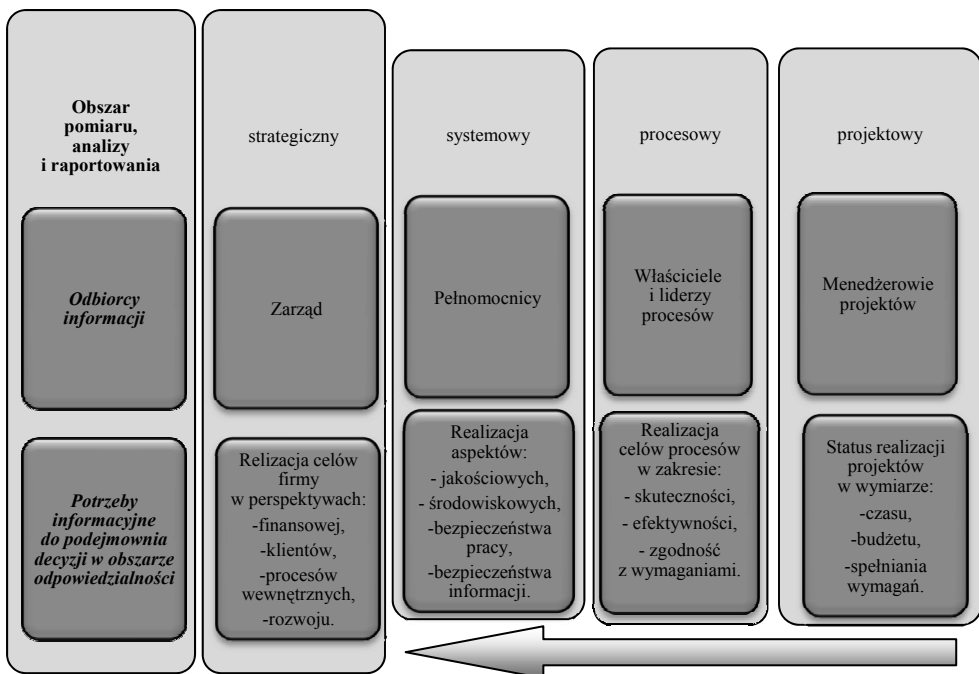 Obszar
pomiaru,
analizy
i raportowania
Odbiorcy
informacji
Potrzeby
informacyjne
do podejmownia
decyzji w obszarze
odpowiedzialności
strategiczny
Zarząd
Relizacja celów
firmy
w perspektywach:
-finansowej,
-klientów,
-procesów
wewnętrznych,
-rozwoju.
systemowy
Pełnomocnicy
Realizacja
aspektów:
- jakościowych,
- środowiskowych,
-bezpieczeństwa
pracy,
-bezpieczeństwa
informacji.
procesowy
Właściciele
i liderzy
procesów
Realizacja
celów procesów
w zakresie:
- skuteczności,
- efektywności,
- zgodność
z wymaganiami.
projektowy
Menedżerowie
projektów
Status realizacji
projektów
w wymiarze:
-czasu,
-budżetu,
-spełniania
wymagań.